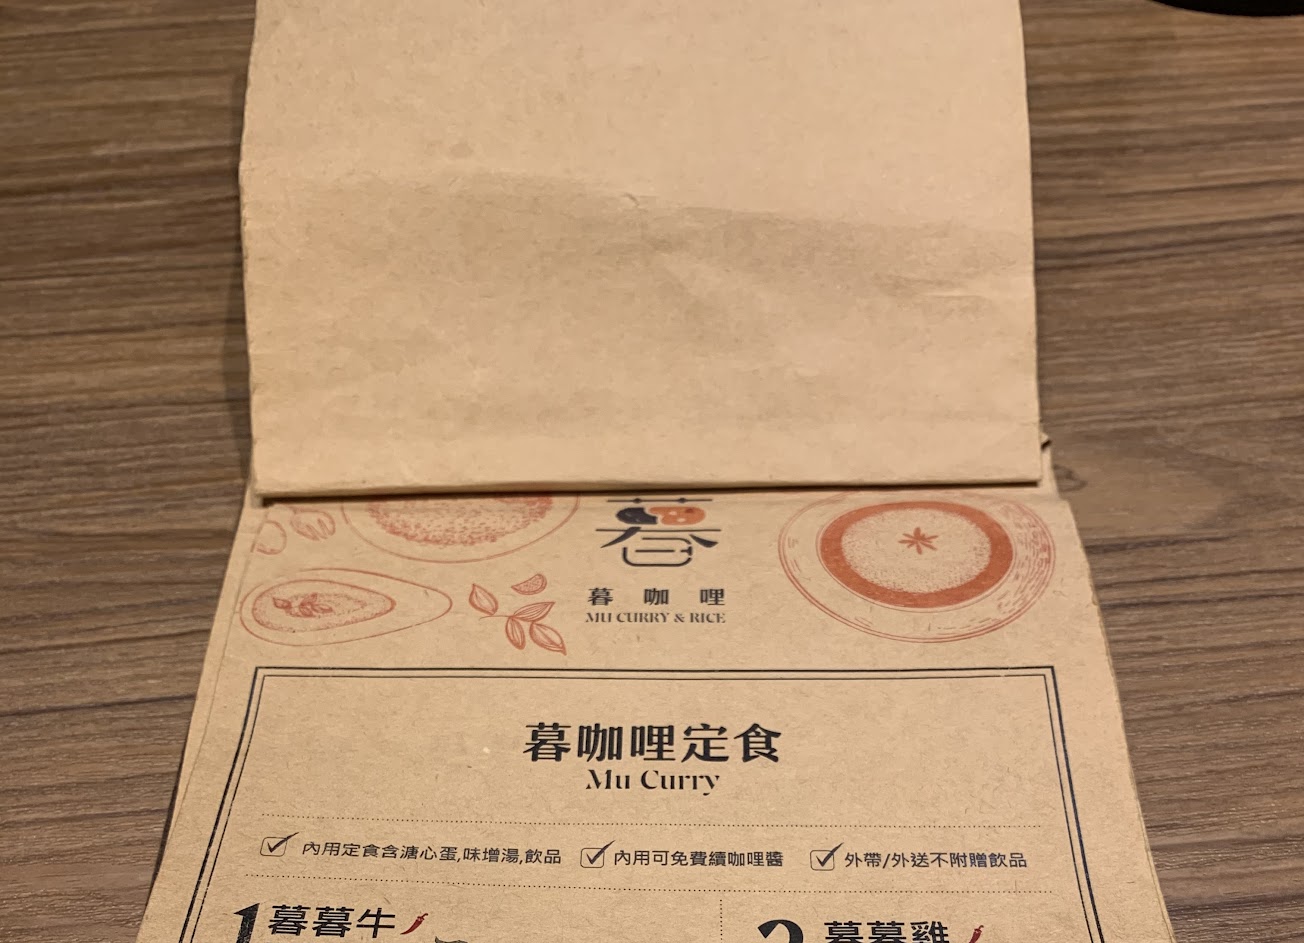 暮
暮咖哩
MU CURRY & RICE
暮咖哩定食
Mu Curry
內用定食含溏心蛋,味增湯,飲品
內用可免費續咖哩醬
外帶/外送不附贈飲品
1 暮暮牛
2 暮暮雞